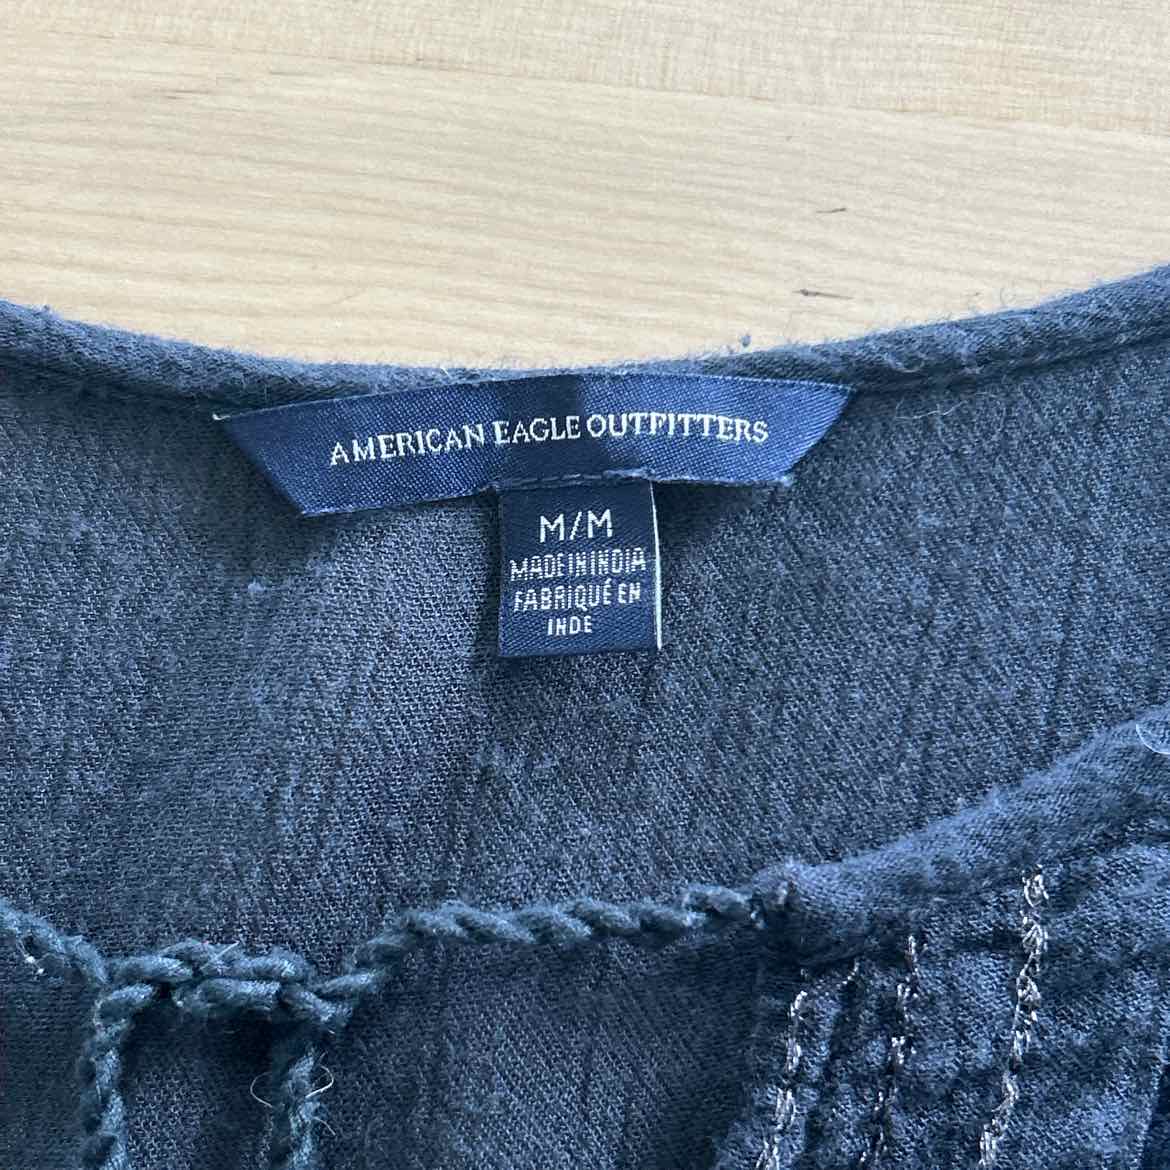 AMERICAN EAGLE OUTFITTERS
M/M
MADE IN INDIA
FABRIQUÉ EN
INDE